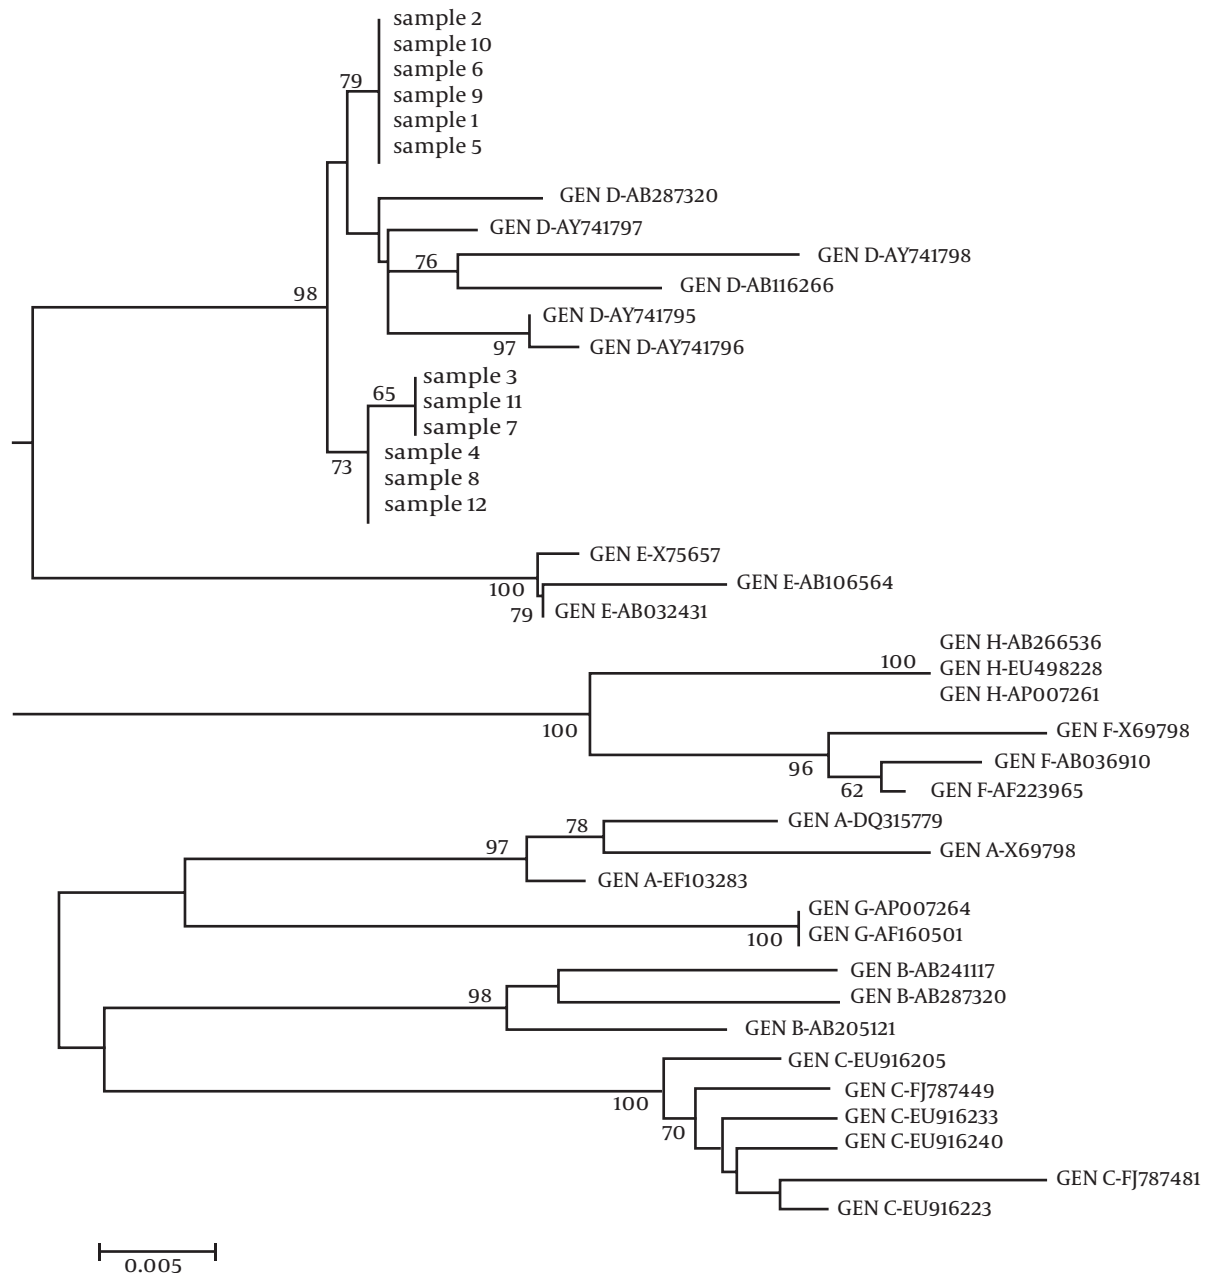 sample 2
sample 10
sample 6
79
sample 9
sample 1
sample 5
GEN D-AB287320
GEN D-AY741797
GEN D-AY741798
76
GEN D-AB116266
98
GEN D-AY741795
97
GEN D-AY741796
sample 3
65
sample 11
sample 7
sample 4
73
sample 8
sample 12
GEN E-X75657
100
GEN E-AB106564
79
GEN E-AB032431
GEN H-AB266536
100
GEN H-EU498228
GEN H-AP007261
100
GEN F-X69798
96
GEN F-AB036910
62
GEN F-AF223965
78
GEN A-DQ315779
97
GEN A-X69798
GEN A-EF103283
GEN G-AP007264
100
GEN G-AF160501
GEN B-AB241117
98
GEN B-AB287320
GEN B-AB205121
GEN C-EU916205
100
GEN C-FJ787449
70
GEN C-EU916233
GEN C-EU916240
GEN C-FJ787481
GEN C-EU916223
0.005